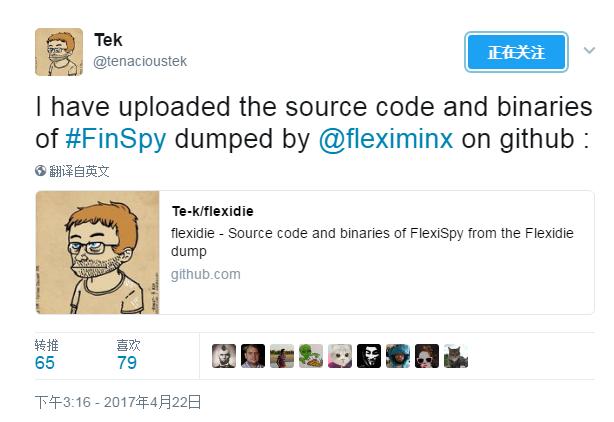 Tek
@tenacioustek
正在关注
I have uploaded the source code and binaries
of #FinSpy dumped by @fleximinx on github :
翻译自英文
Te-k/flexidie
flexidie - Source code and binaries of FlexiSpy from the Flexidie
dump
github.com
转推
喜欢
65
79
下午3:16 - 2017年4月22日